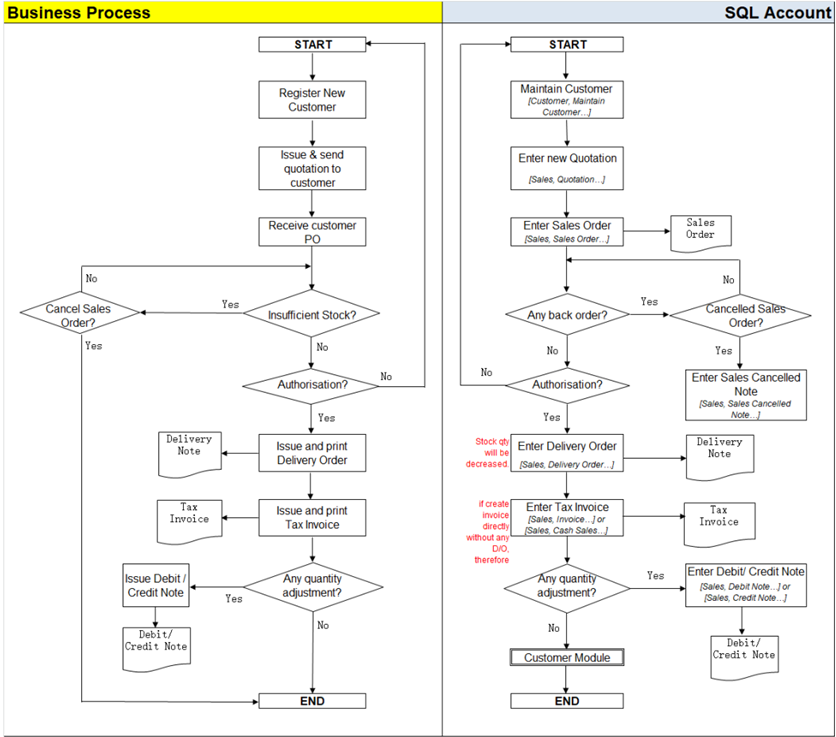 Business Process
SQL Account
START
Register New
Customer
Issue & send
quotation to
customer
Receive customer
PO
No
Cancel Sales
Order?
Yes
Insufficient Stock?
Yes
No
Authorisation?
No
Yes
Delivery
Note
Issue and print
Delivery Order
Tax
Invoice
Issue and print
Tax Invoice
Issue Debit /
Credit Note
Yes
Any quantity
adjustment?
Debit/
Credit Note
No
END
START
Maintain Customer
[Customer, Maintain
Customer...]
Enter new Quotation
[Sales, Quotation...]
Enter Sales Order
[Sales, Sales Order...]
Sales
Order
No
Any back order?
Yes
Cancelled Sales
Order?
No
Yes
No
Authorisation?
Enter Sales Cancelled
Note
[Sales, Sales Cancelled
Note...]
Yes
Stock qty
will be
decreased.
Enter Delivery Order
[Sales, Delivery Order...]
Delivery
Note
if create
invoice
directly
without any
D/O,
therefore
Enter Tax Invoice
[Sales, Invoice...] or
[Sales, Cash Sales...]
Tax
Invoice
Any quantity
adjustment?
Yes
Enter Debit/ Credit Note
[Sales, Debit Note...] or
[Sales, Credit Note...]
No
Debit/
Credit Note
Customer Module
END